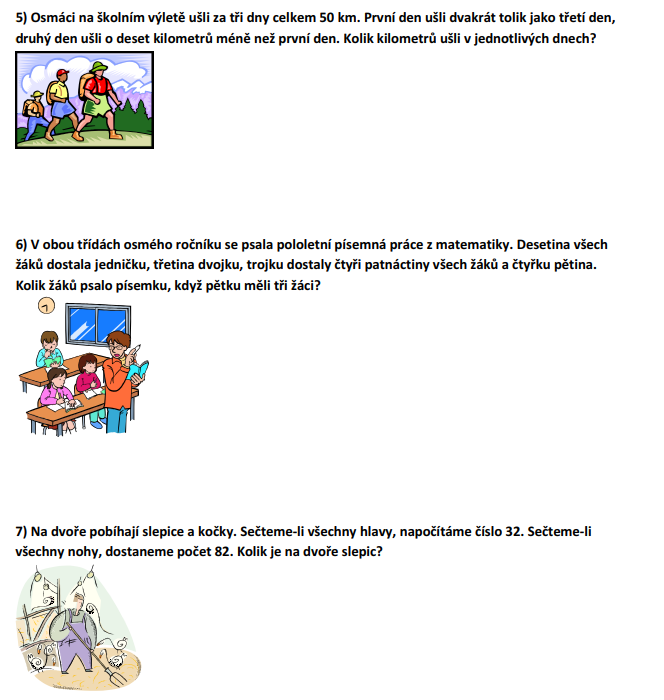 5) Osmáci na školním výletě ušli za tři dny celkem 50 km. První den ušli dvakrát tolik jako třetí den,
druhý den ušli o deset kilometrů méně než první den. Kolik kilometrů ušli v jednotlivých dnech?
6) V obou třídách osmého ročníku se psala pololetní písemná práce z matematiky. Desetina všech
žáků dostala jedničku, třetina dvojku, trojku dostaly čtyři patnáctiny všech žáků a čtyřku pětina.
Kolik žáků psalo písemku, když pětku měli tři žáci?
7) Na dvoře pobíhají slepice a kočky. Sečteme-li všechny hlavy, napočítáme číslo 32. Sečteme-li
všechny nohy, dostaneme počet 82. Kolik je na dvoře slepic?